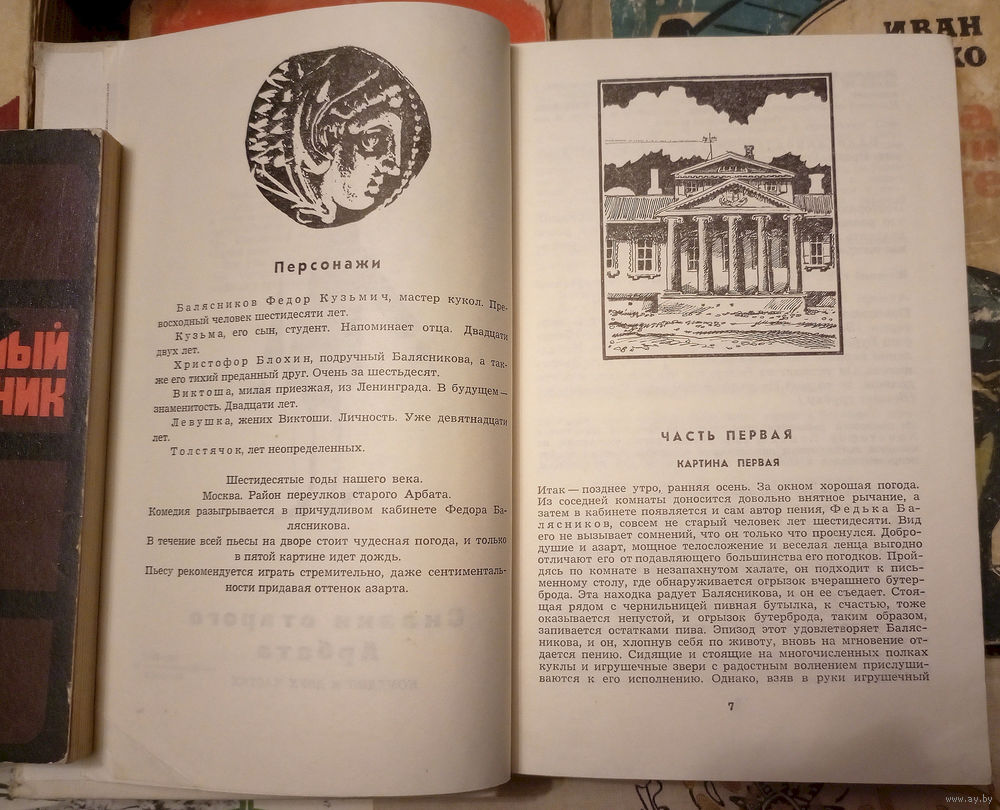 ИВАН
КО
НЫЙ
НИК
Персонажи
Балясников Федор Кузьмич, мастер кукол. Пре-
восходный человек шестидесяти лет.
Кузьма, его сын, студент. Напоминает отца. Двадцати
двух лет.
Христофор Блохин, подручный Балясникова, а так-
же его тихий преданный друг. Очень за шестьдесят.
Виктоша, милая приезжая, из Ленинграда. В будущем —
знаменитость. Двадцати лет.
Левушка, жених Виктоши. Личность. Уже девятнадцати
лет.
Толстячок, лет неопределенных.
Шестидесятые годы нашего века.
Москва. Район переулков старого Арбата.
Комедия разыгрывается в причудливом кабинете Федора Ба-
лясникова.
В течение всей пьесы на дворе стоит чудесная погода, и только
в пятой картине идет дождь.
Пьесу рекомендуется играть стремительно, даже сентименталь-
ности придавая оттенок азарта.
Сказки старого
Арбата
ЧАСТЬ ПЕРВАЯ
КАРТИНА ПЕРВАЯ
Итак — позднее утро, ранняя осень. За окном хорошая погода.
Из соседней комнаты доносится довольно внятное рычание, а
затем в кабинете появляется и сам автор пения, Федька Ба-
лясников, совсем не старый человек лет шестидесяти. Вид
его не вызывает сомнений, что он только что проснулся. Добро-
душие и азарт, мощное телосложение и веселая ленца выгодно
отличают его от подавляющего большинства его погодков. Прой-
дясь по комнате в незапахнутом халате, он подходит к пись-
менному столу, где обнаруживается огрызок вчерашнего бутер-
брода. Эта находка радует Балясникова, и он ее съедает. Стоя-
щая рядом с чернильницей пивная бутылка, к счастью, тоже
оказывается непустой, и огрызок бутерброда, таким образом,
запивается остатками пива. Эпизод этот удовлетворяет Баляс-
никова, и он, хлопнув себя по животу, вновь на мгновение от-
дается пению. Сидящие и стоящие на многочисленных полках
куклы и игрушечные звери с радостным волнением прислуши-
ваются к его исполнению. Однако, взяв в руки игрушечный
7
www.ay.by